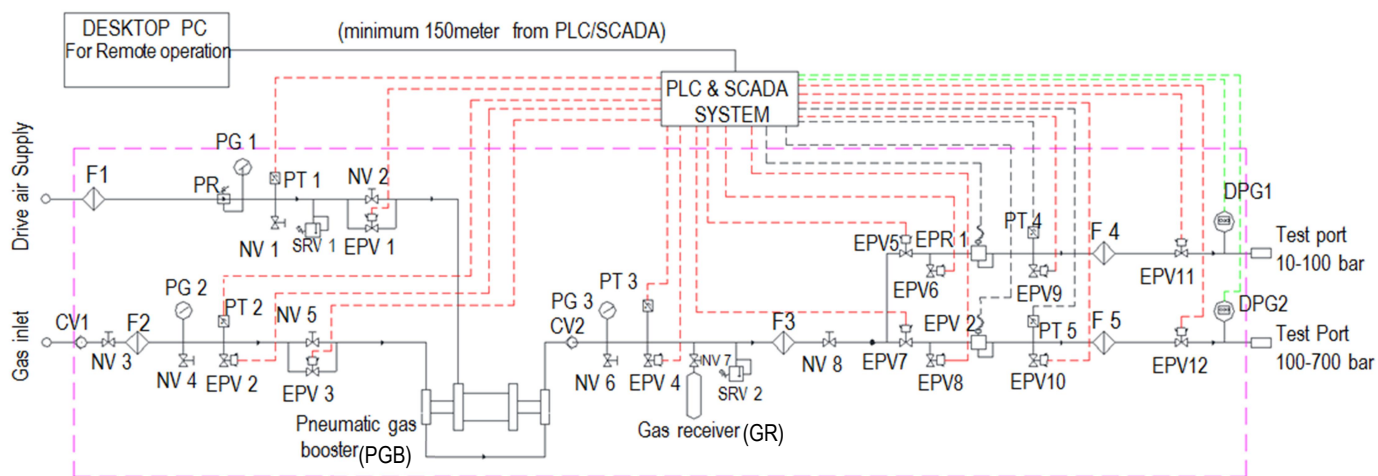 DESKTOP PC
For Remote operation
(minimum 150meter from PLC/SCADA)
PLC & SCADA
SYSTEM
Drive air Supply
F1
PG 1
PR
PT 1
NV 2
NV 1
SRV 1
EPV 1
Gas inlet
CV1
NV 3
F2
PG 2
NV 4
PT 2
EPV 2
NV 5
EPV 3
Pneumatic gas
booster(PGB)
PG 3
CV2
NV 6
PT 3
EPV 4
NV 7
SRV 2
Gas receiver(GR)
F3
NV 8
EPV5
EPR 1
EPV6
PT 4
EPV9
F 4
EPV11
DPG1
Test port
10-100 bar
EPV7
EPV 2
EPV8
PT 5
EPV10
F 5
EPV12
DPG2
Test Port
100-700 bar